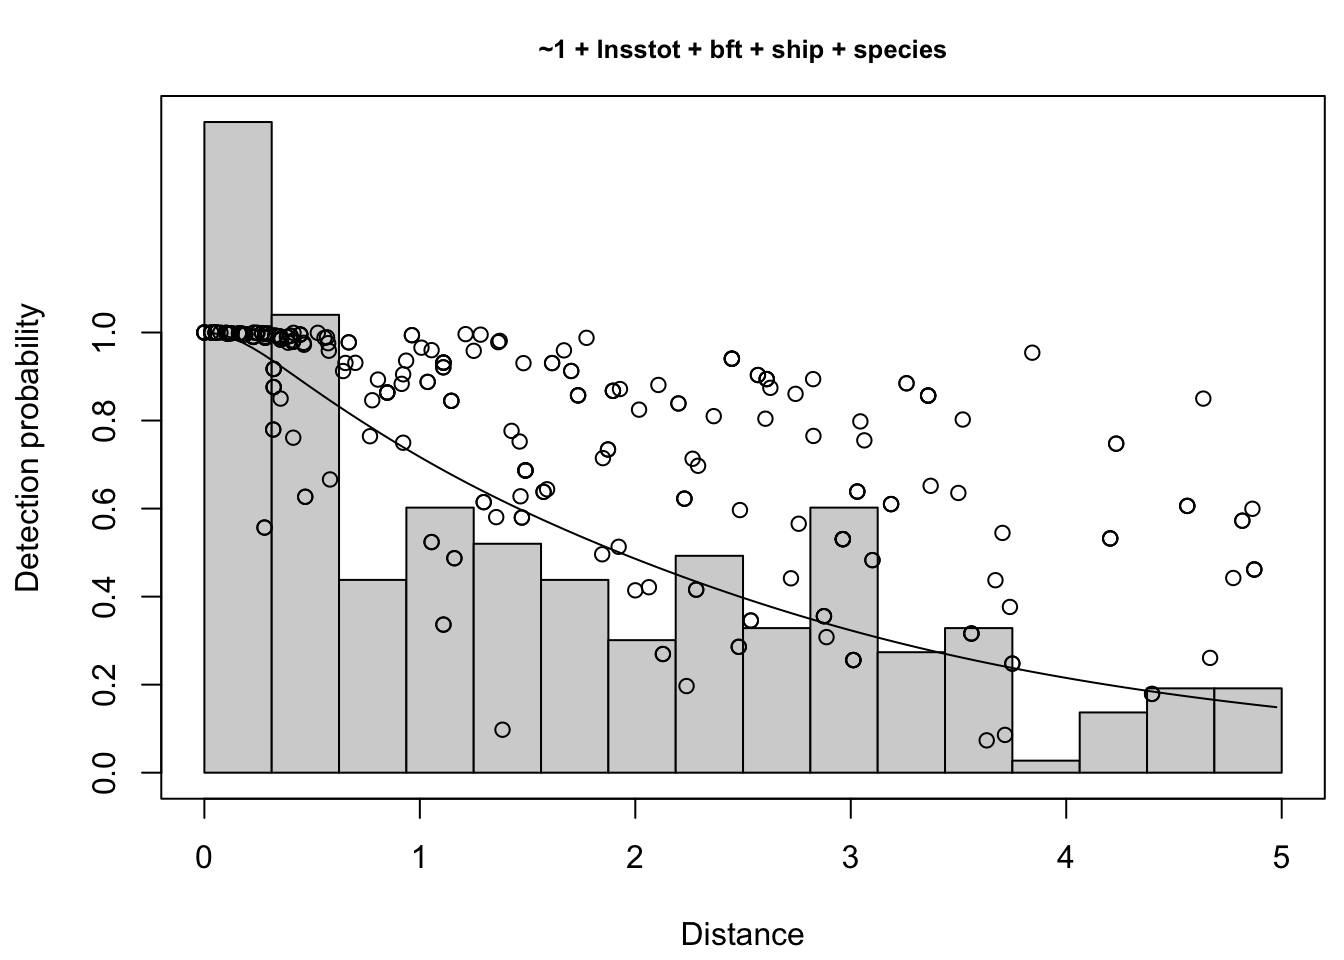 ~1 + lnsstot + bft + ship + species
Detection probability
1.0
0.8
0.6
0.4
0.2
0.0
0 1 2 3 4 5
Distance